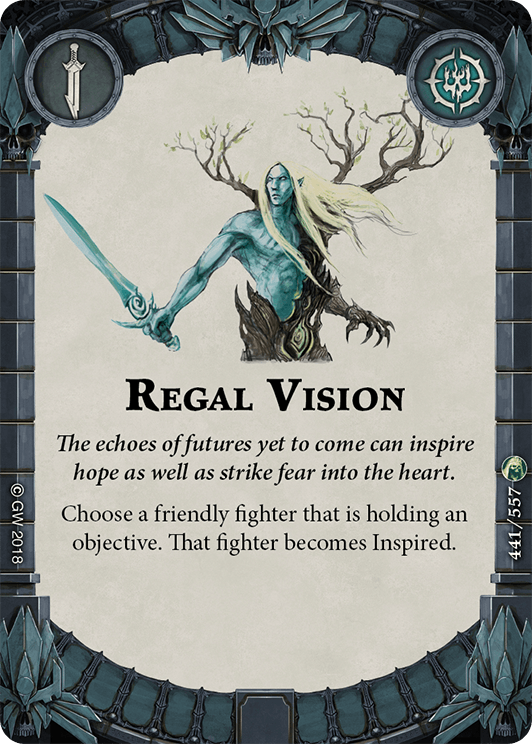 REGAL VISION
The echoes of futures yet to come can inspire
hope as well as strike fear into the heart.
Choose a friendly fighter that is holding an
objective. That fighter becomes Inspired.
© GW 2018
441/557